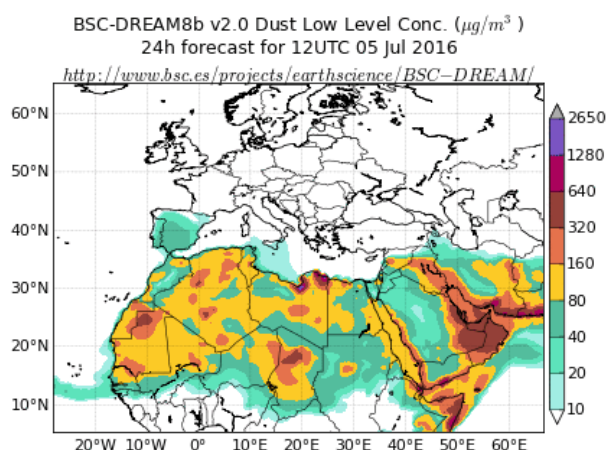 BSC-DREAM8b v2.0 Dust Low Level Conc. (μg/m³ )
24h forecast for 12UTC 05 Jul 2016
http://www.bsc.es/projects/earthscience/BSC−DREAM/
60°N
50°N
40°N
30°N
20°N
10°N
20°W
10°W
0°
10°E
20°E
30°E
40°E
50°E
60°E
2650
1280
640
320
160
80
40
20
10